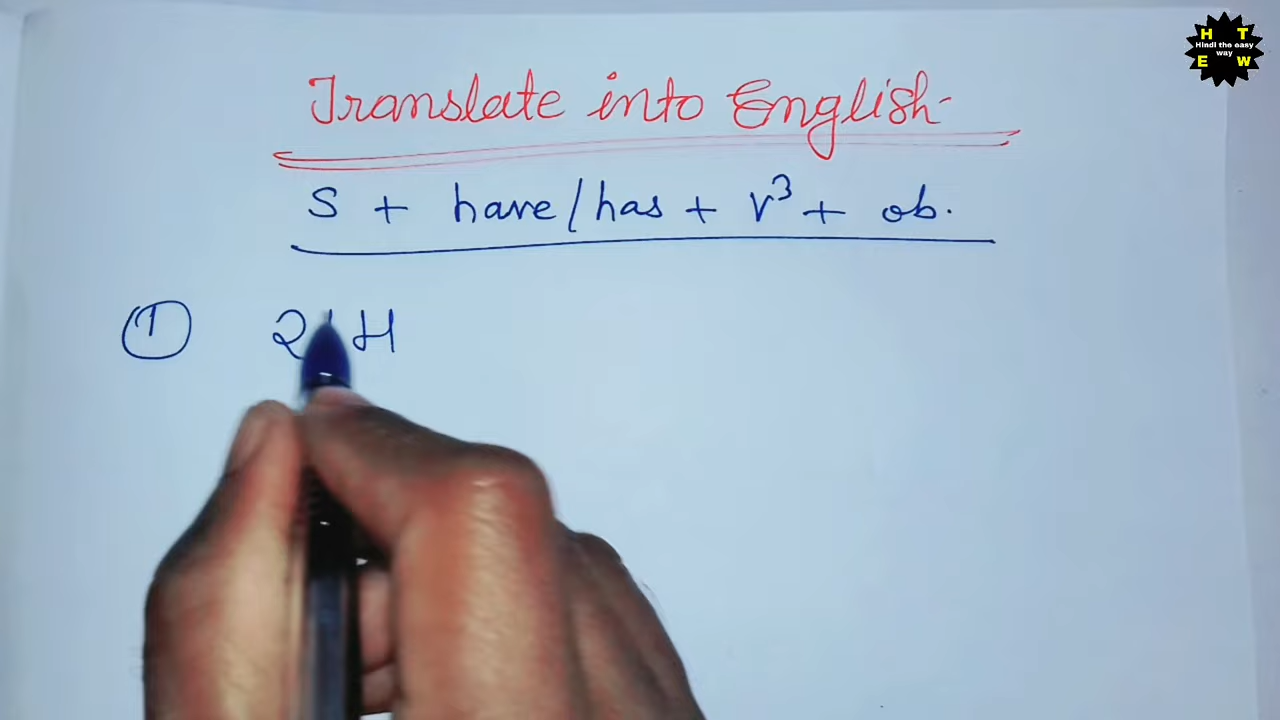 H T
Hindi the easy
way
E W
Translate into English
S + have/has + V³ + ob.
① राम